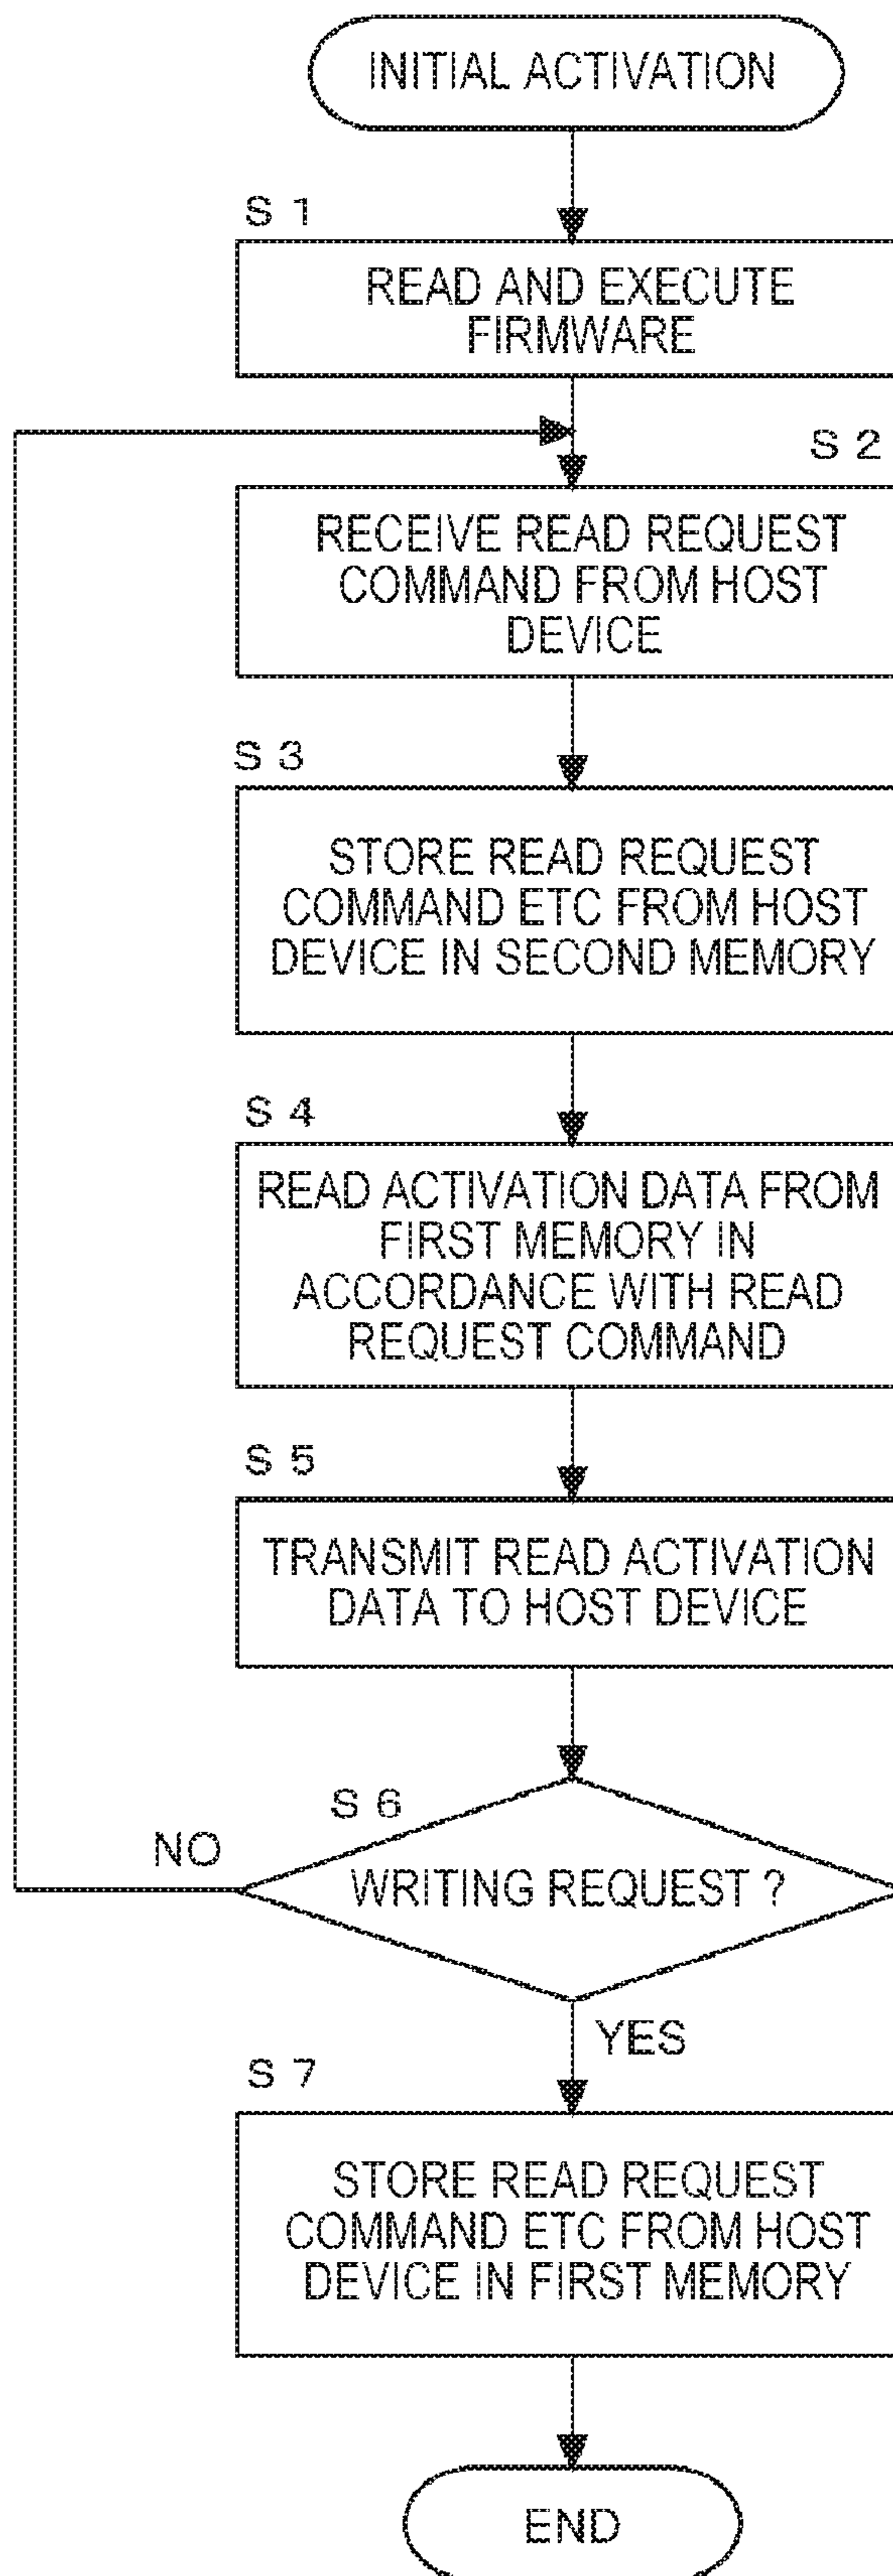 INITIAL ACTIVATION
S 1
READ AND EXECUTE
FIRMWARE
S 2
RECEIVE READ REQUEST
COMMAND FROM HOST
DEVICE
S 3
STORE READ REQUEST
COMMAND ETC FROM HOST
DEVICE IN SECOND MEMORY
S 4
READ ACTIVATION DATA FROM
FIRST MEMORY IN
ACCORDANCE WITH READ
REQUEST COMMAND
S 5
TRANSMIT READ ACTIVATION
DATA TO HOST DEVICE
S 6
NO
WRITING REQUEST ?
YES
S 7
STORE READ REQUEST
COMMAND ETC FROM HOST
DEVICE IN FIRST MEMORY
END